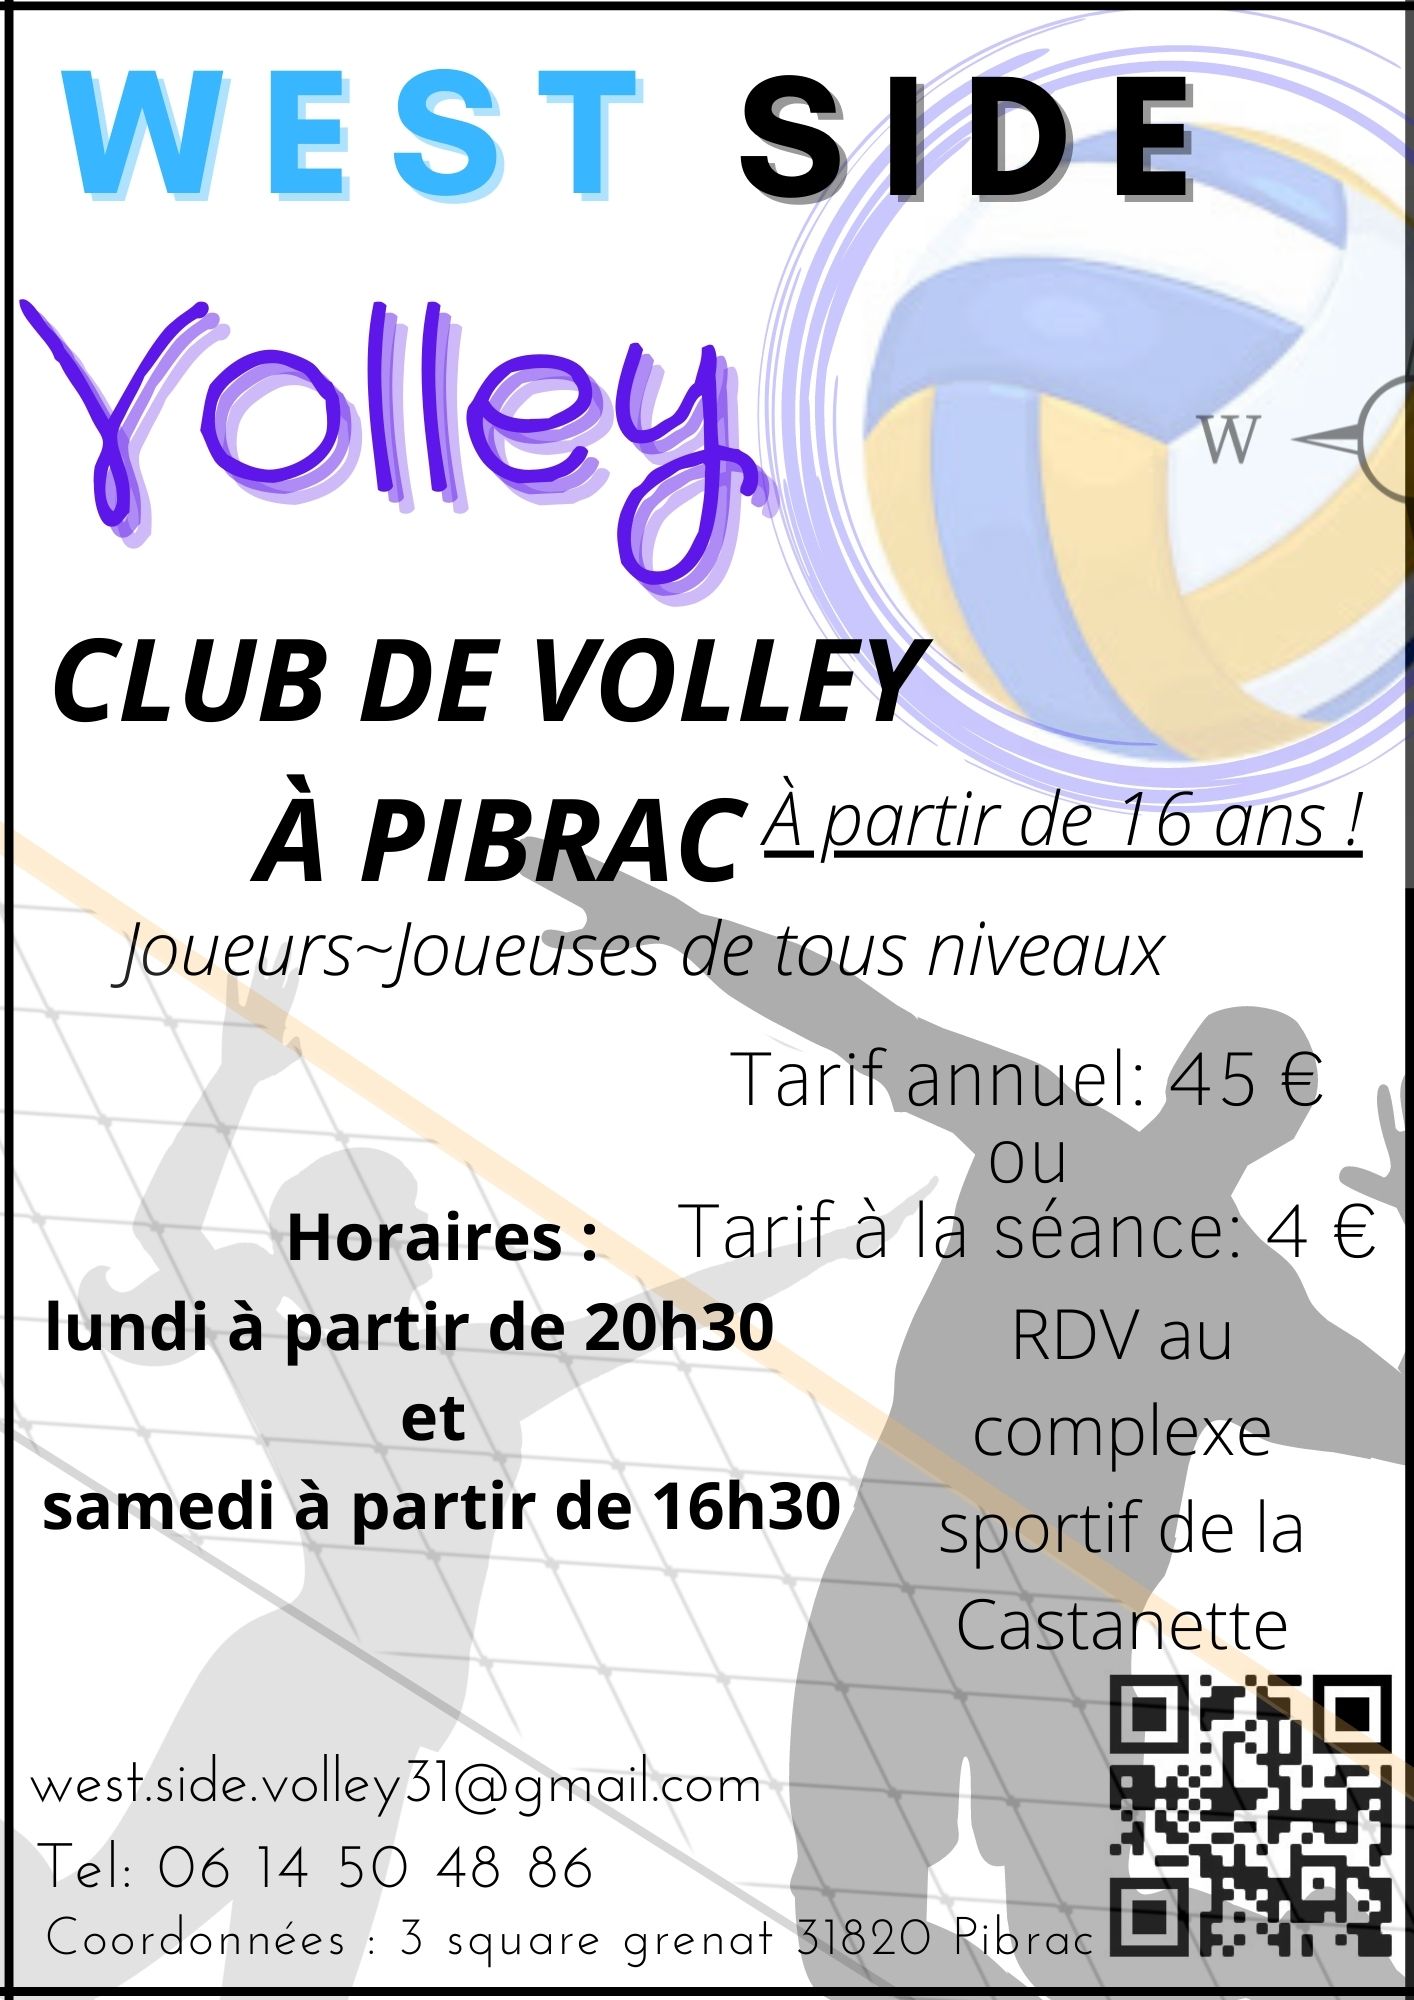 WEST SIDE
Volley
W
CLUB DE VOLLEY
À PIBRAC
À partir de 16 ans !
Joueurs~Joueuses de tous niveaux
Tarif annuel: 45 €
ou
Tarif à la séance: 4 €
Horaires :
lundi à partir de 20h30
et
samedi à partir de 16h30
RDV au
complexe
sportif de la
Castanette
west.side.volley31@gmail.com
Tel: 06 14 50 48 86
Coordonnées : 3 square grenat 31820 Pibrac